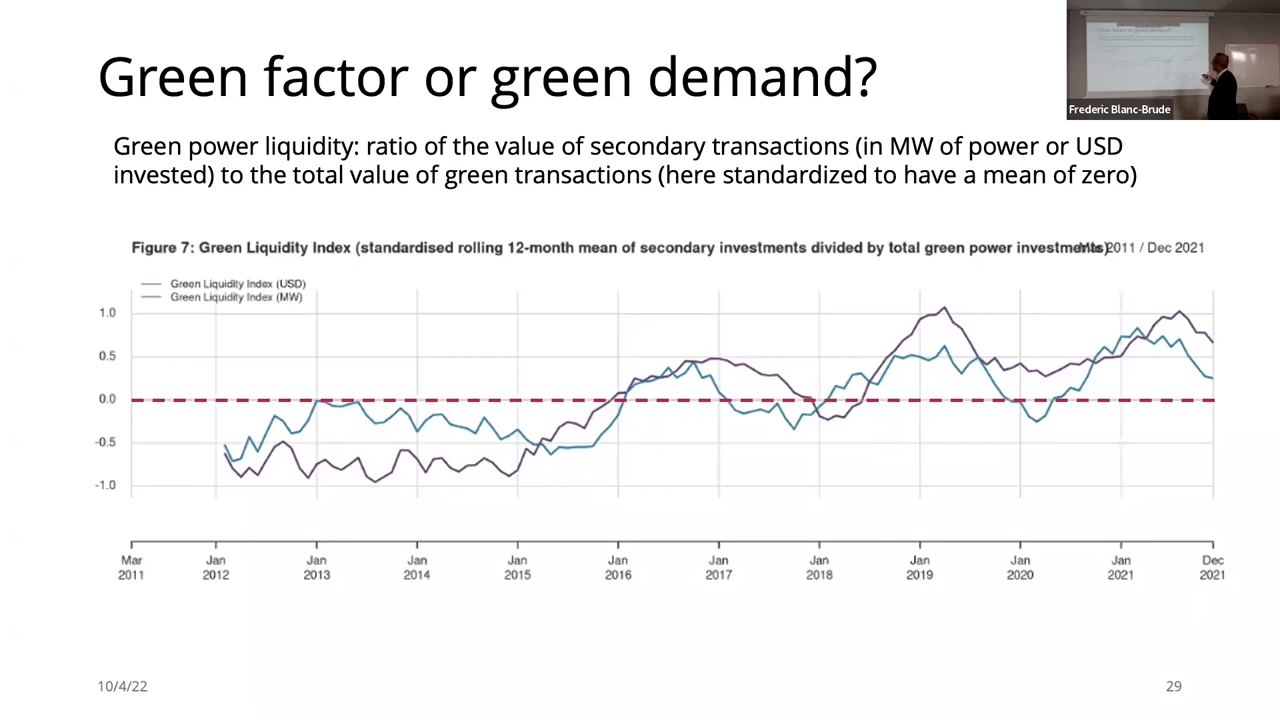 Green factor or green demand?
Frederic Blanc-Brude
Green power liquidity: ratio of the value of secondary transactions (in MW of power or USD
invested) to the total value of green transactions (here standardized to have a mean of zero)
Figure 7: Green Liquidity Index (standardised rolling 12-month mean of secondary investments divided by total green power investments)
Mar 2011 / Dec 2021
Green Liquidity Index (USD)
Green Liquidity Index (MW)
1.0
0.5
0.0
-0.5
-1.0
Mar Jan Jan Jan Jan Jan Jan Jan Jan Jan Jan Dec
2011 2012 2013 2014 2015 2016 2017 2018 2019 2020 2021 2021
10/4/22
29